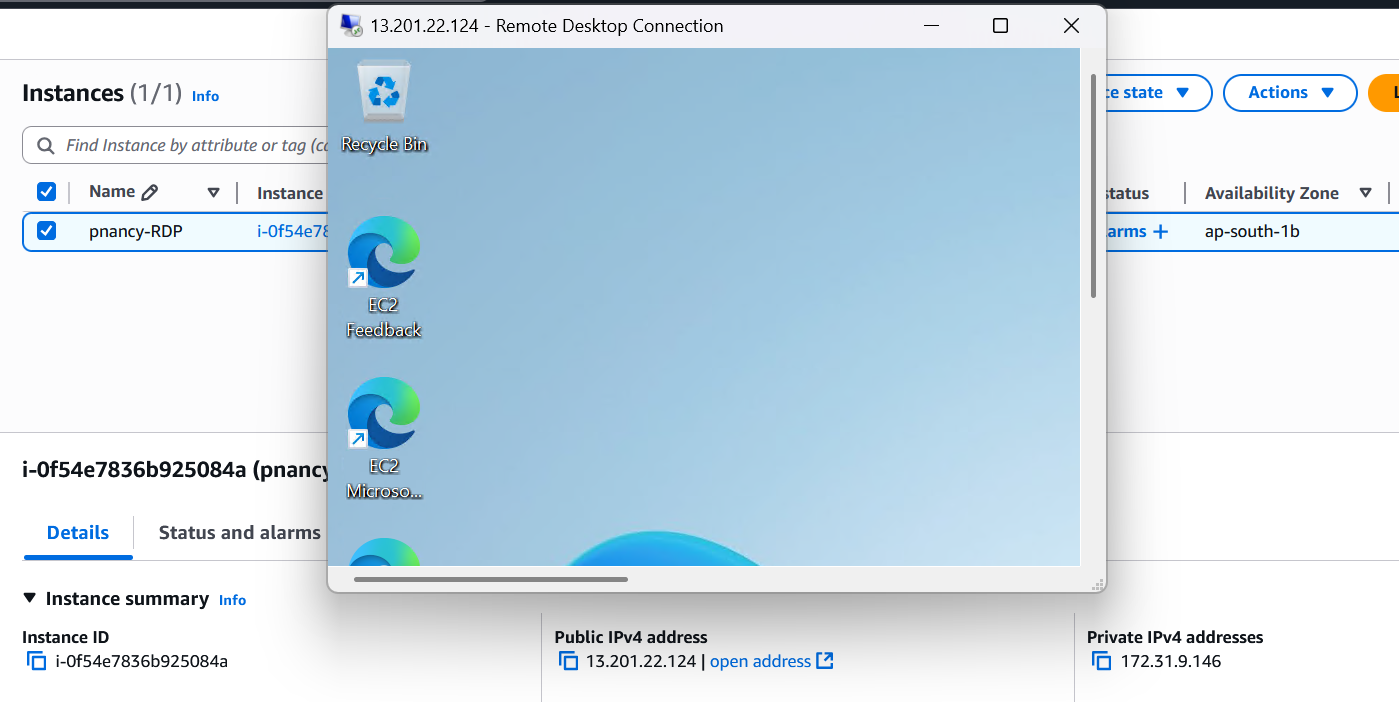 13.201.22.124 - Remote Desktop Connection
Instances (1/1) Info
ce state
Actions
Find Instance by attribute or tag (ca
Name
Instance
status
Availability Zone
pnancy-RDP
i-0f54e78
arms +
ap-south-1b
Recycle Bin
EC2
Feedback
EC2
Microso...
i-0f54e7836b925084a (pnancy
Details
Status and alarms
Instance summary Info
Instance ID
i-0f54e7836b925084a
Public IPv4 address
13.201.22.124 | open address
Private IPv4 addresses
172.31.9.146